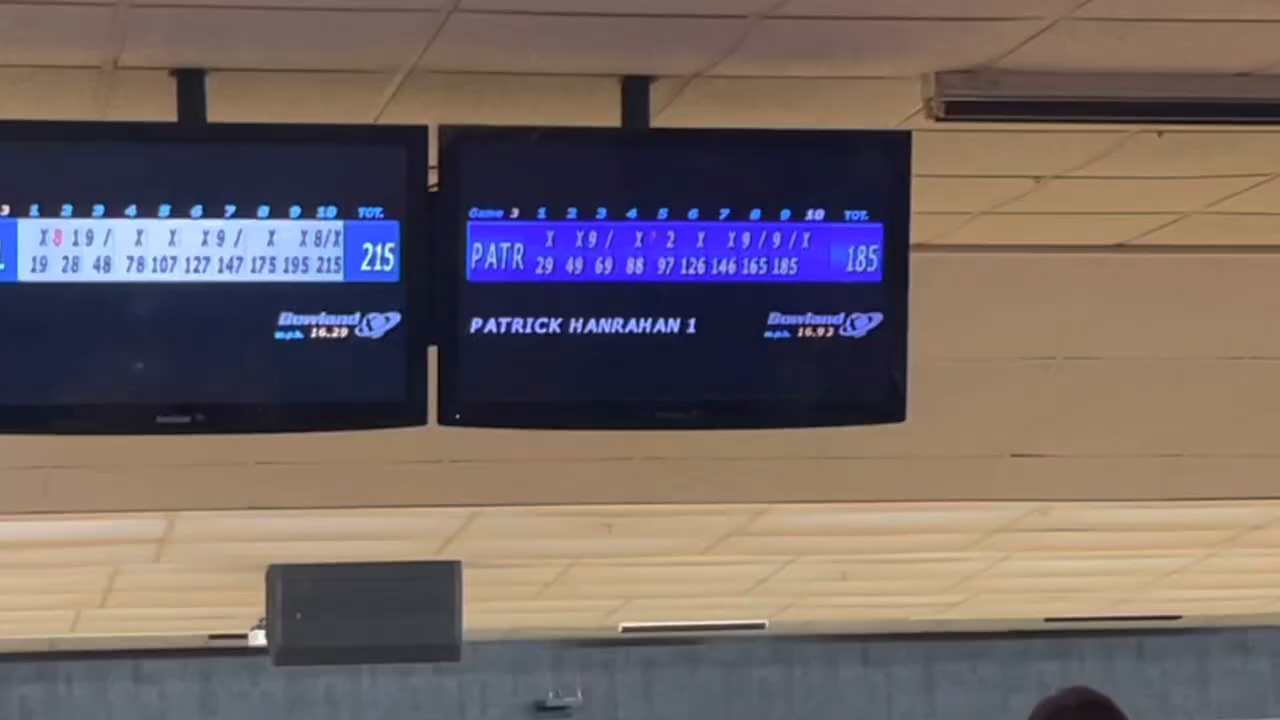 3 1 2 3 4 5 6 7 8 9 10 TOT.
X 8 1 9 / X X X 9 / X X X 8 / X
19 28 48 78 107 127 147 175 195 215 215
Bowland
m.p.h. 16.29
Game 3 1 2 3 4 5 6 7 8 9 10 TOT.
PATR X X 9 / X 2 X X 9 / 9 / X
29 49 69 88 97 126 146 165 185 185
PATRICK HANRAHAN 1
Bowland
m.p.h. 16.93